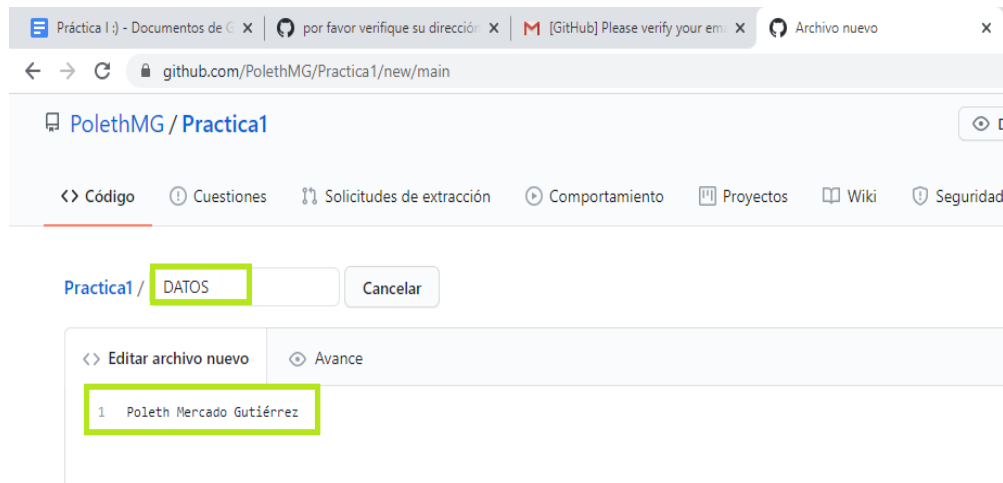 Práctica I :) - Documentos de G
por favor verifique su dirección
[GitHub] Please verify your ema
Archivo nuevo
github.com/PolethMG/Practica1/new/main
PolethMG / Practica1
<> Código
Cuestiones
Solicitudes de extracción
Comportamiento
Proyectos
Wiki
Seguridad
Practica1 / DATOS
Cancelar
<> Editar archivo nuevo
Avance
1 Poleth Mercado Gutiérrez